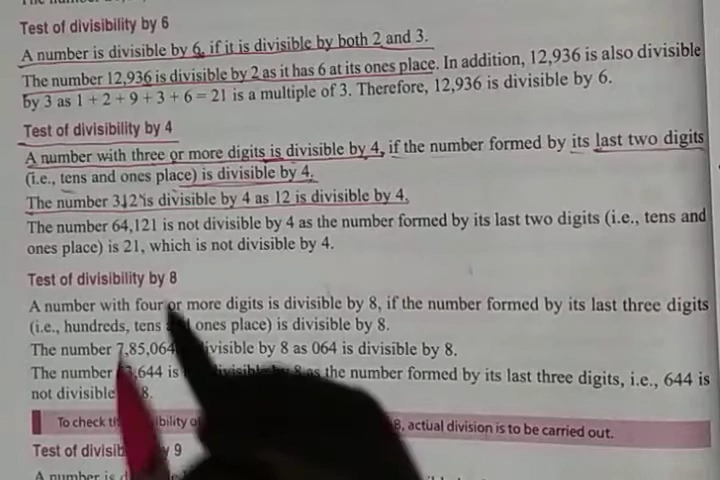 Test of divisibility by 6
A number is divisible by 6, if it is divisible by both 2 and 3.
The number 12,936 is divisible by 2 as it has 6 at its ones place. In addition, 12,936 is also divisible
by 3 as 1 + 2 + 9 + 3 + 6 = 21 is a multiple of 3. Therefore, 12,936 is divisible by 6.
Test of divisibility by 4
A number with three or more digits is divisible by 4, if the number formed by its last two digits
(i.e., tens and ones place) is divisible by 4.
The number 312 is divisible by 4 as 12 is divisible by 4.
The number 64,121 is not divisible by 4 as the number formed by its last two digits (i.e., tens and
ones place) is 21, which is not divisible by 4.
Test of divisibility by 8
A number with four or more digits is divisible by 8, if the number formed by its last three digits
(i.e., hundreds, tens ones place) is divisible by 8.
The number 7,85,064 divisible by 8 as 064 is divisible by 8.
The number ,644 is divisible by 8 as the number formed by its last three digits, i.e., 644 is
not divisible 8.
To check of 8, actual division is to be carried out.
Test of 9
A number is